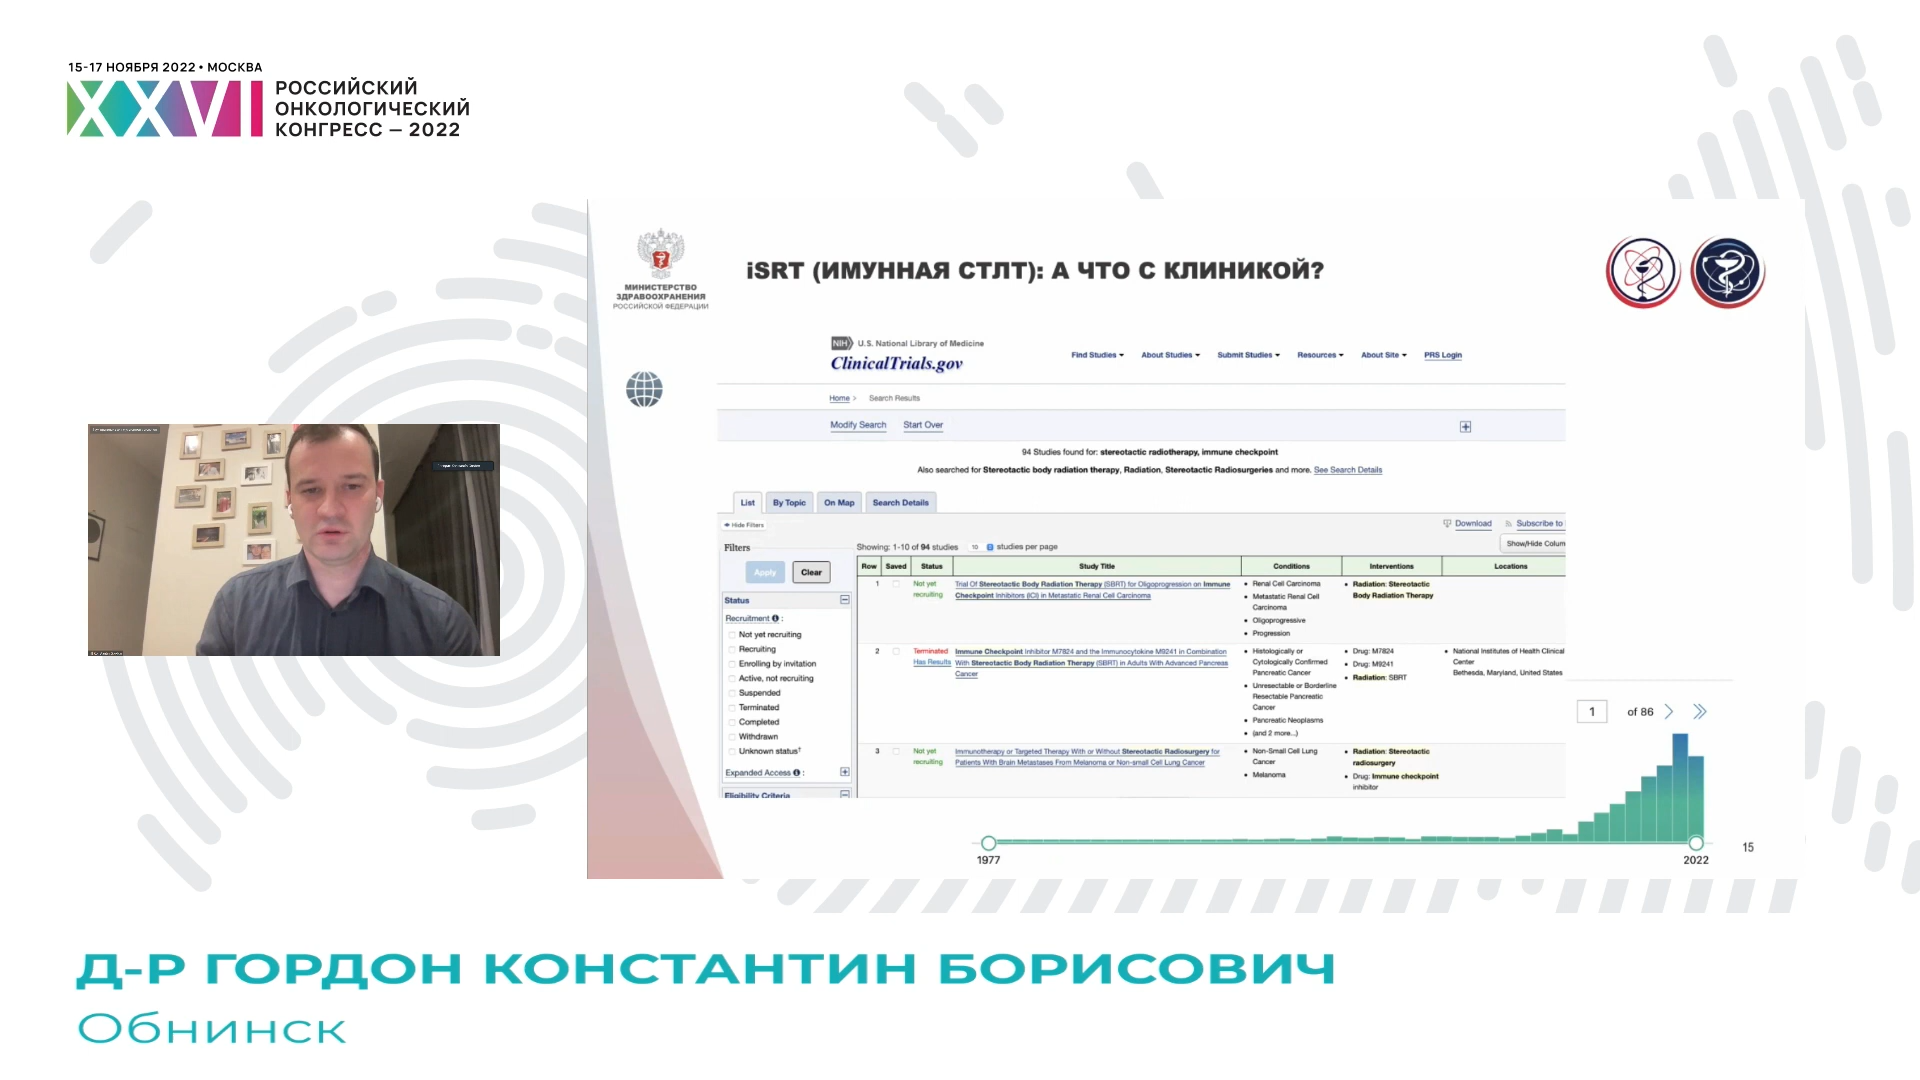 15-17 НОЯБРЯ 2022 • МОСКВА
XXVI
РОССИЙСКИЙ
ОНКОЛОГИЧЕСКИЙ
КОНГРЕСС — 2022
МИНИСТЕРСТВО
ЗДРАВООХРАНЕНИЯ
РОССИЙСКОЙ ФЕДЕРАЦИИ
iSRT (ИМУННАЯ СТЛТ): А ЧТО С КЛИНИКОЙ?
NIH U.S. National Library of Medicine
ClinicalTrials.gov
Find Studies About Studies Submit Studies Resources About Site PRS Login
Home > Search Results
Modify Search Start Over
94 Studies found for: stereotactic radiotherapy, immune checkpoint
Also searched for Stereotactic body radiation therapy, Radiation, Stereotactic Radiosurgeries and more. See Search Details
List By Topic On Map Search Details
Hide Filters
Download Subscribe to
Filters
Showing: 1-10 of 94 studies 10 studies per page
Show/Hide Colum
Apply Clear
Row Saved Status Study Title Conditions Interventions Locations
Status
Recruitment :
Not yet recruiting
Recruiting
Enrolling by invitation
Active, not recruiting
Suspended
Terminated
Completed
Withdrawn
Unknown status†
Expanded Access :
Eligibility Criteria
1
Not yet
recruiting
Trial Of Stereotactic Body Radiation Therapy (SBRT) for Oligoprogression on Immune
Checkpoint Inhibitors (ICI) in Metastatic Renal Cell Carcinoma
• Renal Cell Carcinoma
• Metastatic Renal Cell
Carcinoma
• Oligoprogressive
• Progression
• Radiation: Stereotactic
Body Radiation Therapy
2
Terminated
Has Results
Immune Checkpoint Inhibitor M7824 and the Immunocytokine M9241 in Combination
With Stereotactic Body Radiation Therapy (SBRT) in Adults With Advanced Pancreas
Cancer
• Histologically or
Cytologically Confirmed
Pancreatic Cancer
• Unresectable or Borderline
Resectable Pancreatic
Cancer
• Pancreatic Neoplasms
• (and 2 more...)
• Drug: M7824
• Drug: M9241
• Radiation: SBRT
• National Institutes of Health Clinical
Center
Bethesda, Maryland, United States
3
Not yet
recruiting
Immunotherapy or Targeted Therapy With or Without Stereotactic Radiosurgery for
Patients With Brain Metastases From Melanoma or Non-small Cell Lung Cancer
• Non-Small Cell Lung
Cancer
• Melanoma
• Radiation: Stereotactic
radiosurgery
• Drug: Immune checkpoint
inhibitor
1 of 86
1977
2022
15
Д-Р ГОРДОН КОНСТАНТИН БОРИСОВИЧ
Обнинск